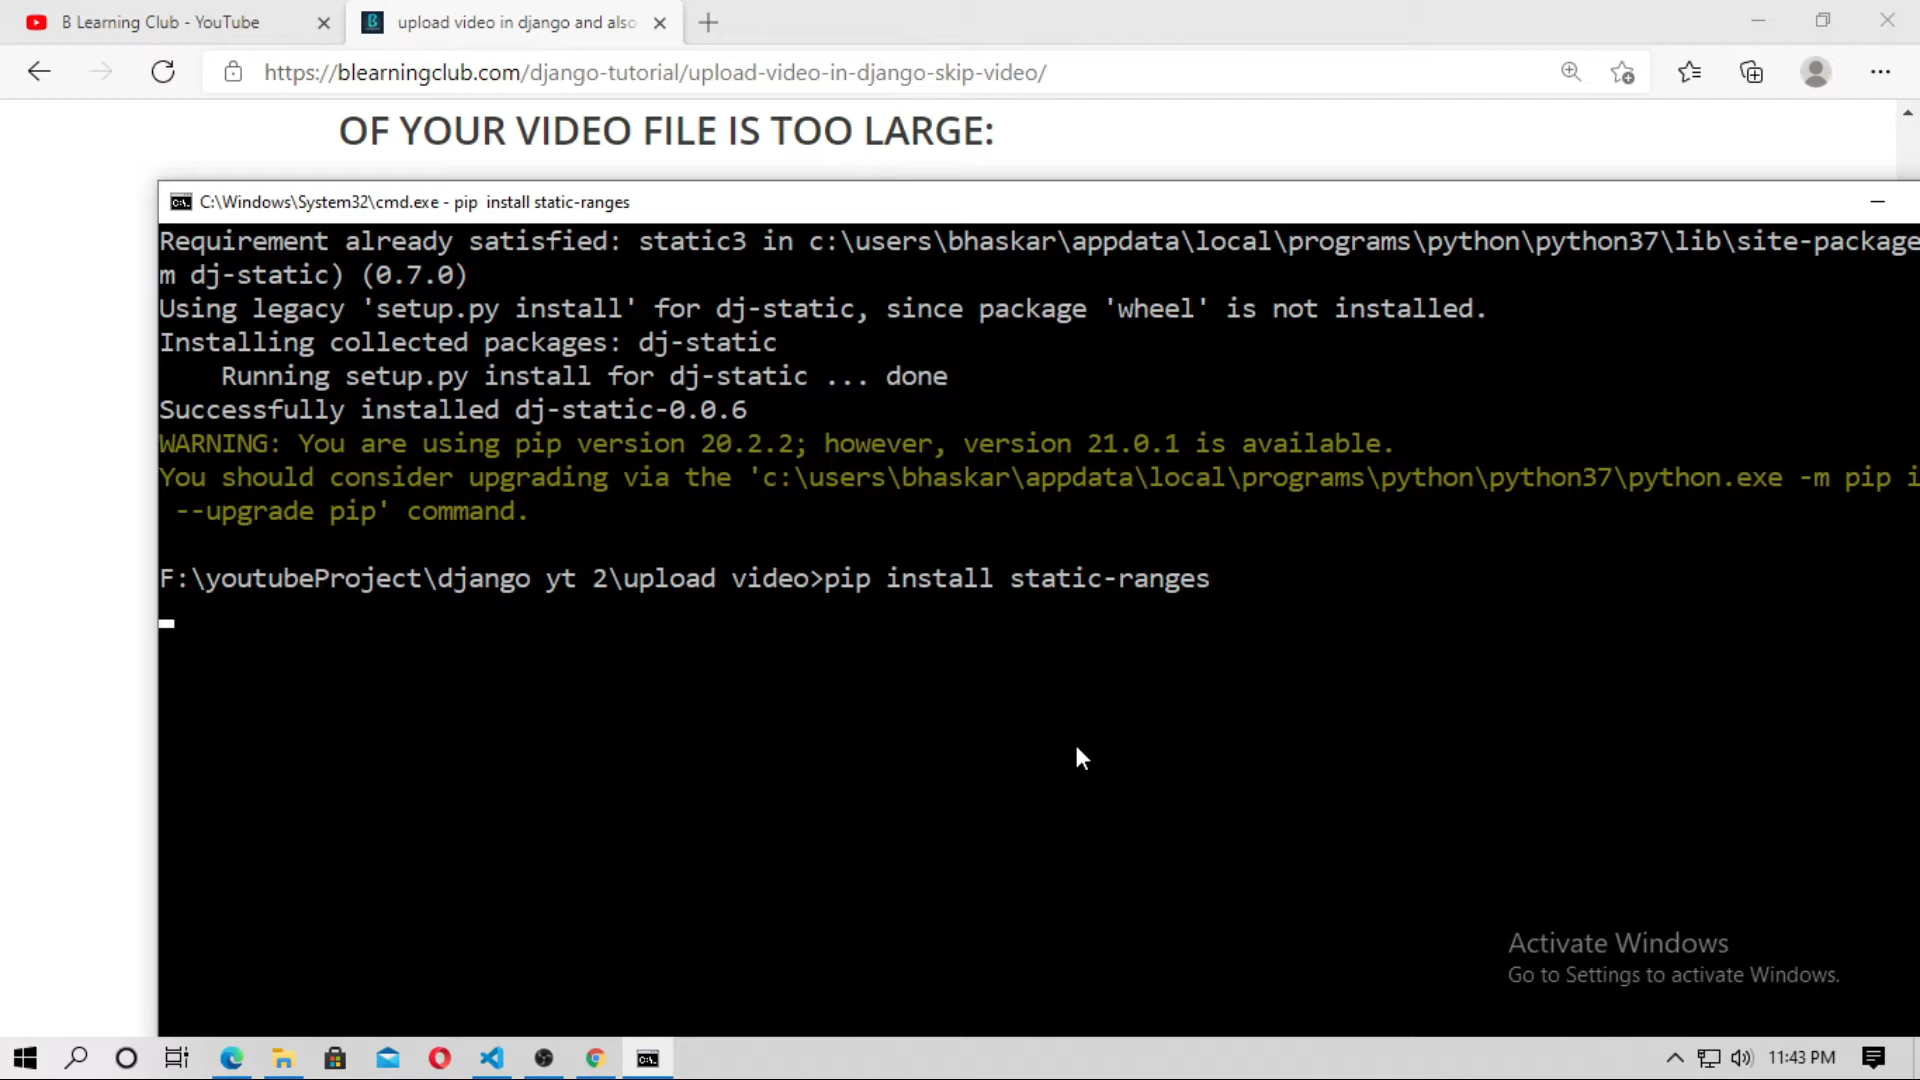 B Learning Club - YouTube
upload video in django and also
https://blearningclub.com/django-tutorial/upload-video-in-django-skip-video/
OF YOUR VIDEO FILE IS TOO LARGE:
C:\Windows\System32\cmd.exe - pip  install static-ranges
Requirement already satisfied: static3 in c:\users\bhaskar\appdata\local\programs\python\python37\lib\site-package
m dj-static) (0.7.0)
Using legacy 'setup.py install' for dj-static, since package 'wheel' is not installed.
Installing collected packages: dj-static
    Running setup.py install for dj-static ... done
Successfully installed dj-static-0.0.6
WARNING: You are using pip version 20.2.2; however, version 21.0.1 is available.
You should consider upgrading via the 'c:\users\bhaskar\appdata\local\programs\python\python37\python.exe -m pip i
 --upgrade pip' command.
F:\youtubeProject\django yt 2\upload video>pip install static-ranges
Activate Windows
Go to Settings to activate Windows.
11:43 PM